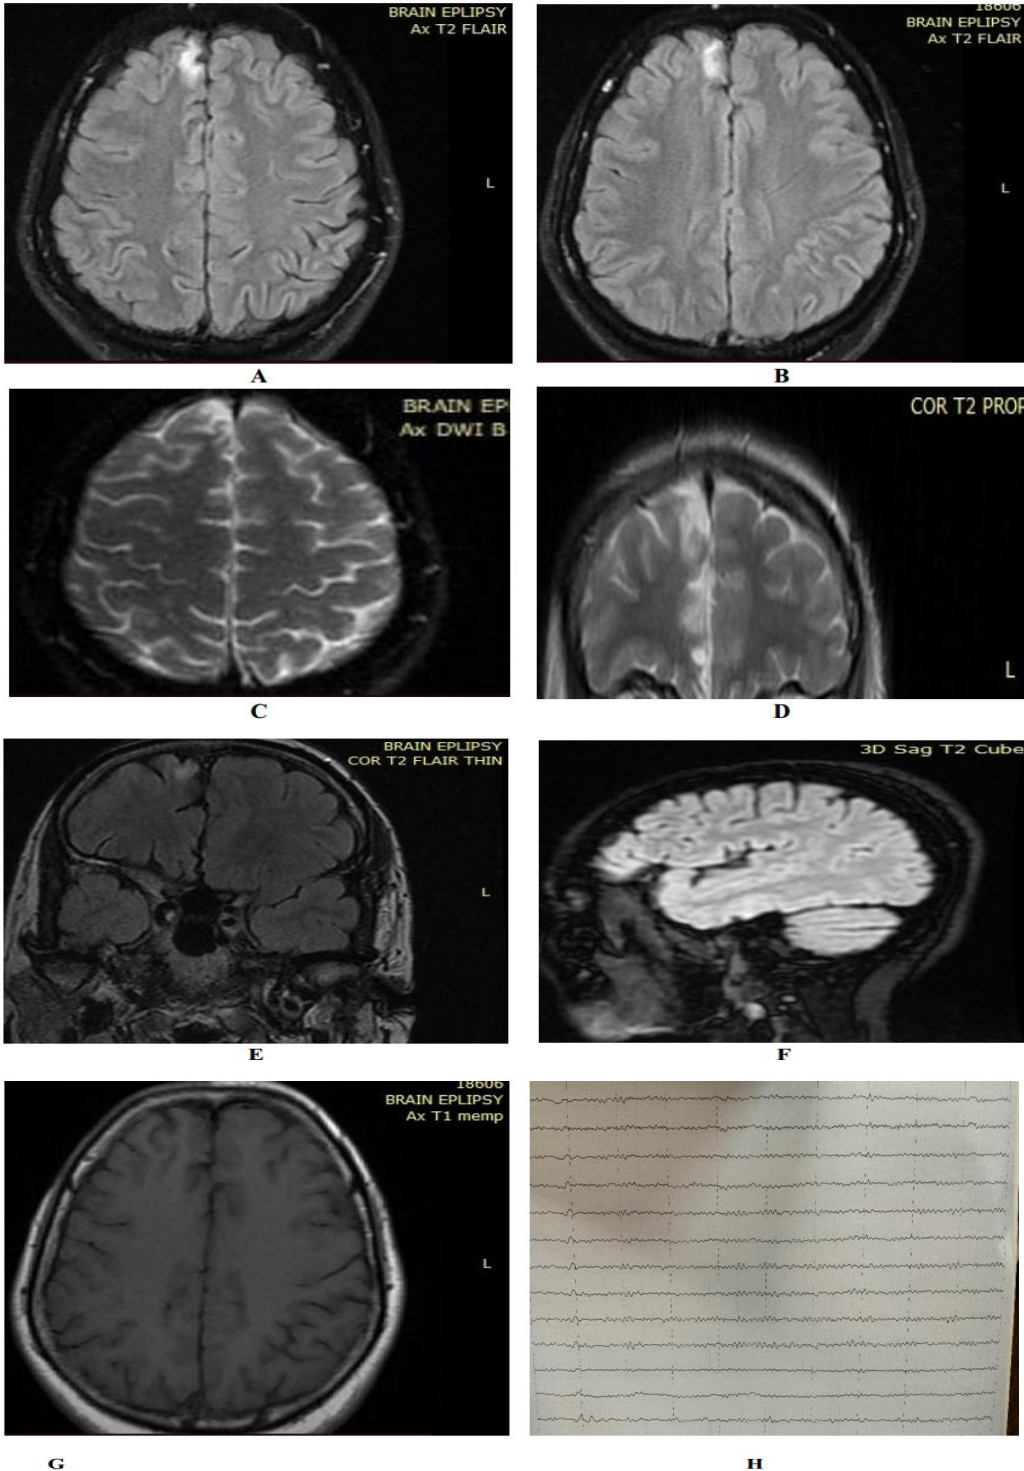 BRAIN EPLIPSY
Ax T2 FLAIR
L
A
18606
BRAIN EPLIPSY
Ax T2 FLAIR
L
B
BRAIN EP
Ax DWI B
C
COR T2 PROP
L
D
BRAIN EPLIPSY
COR T2 FLAIR THIN
L
E
3D Sag T2 Cube
F
18606
BRAIN EPLIPSY
Ax T1 memp
L
G
H